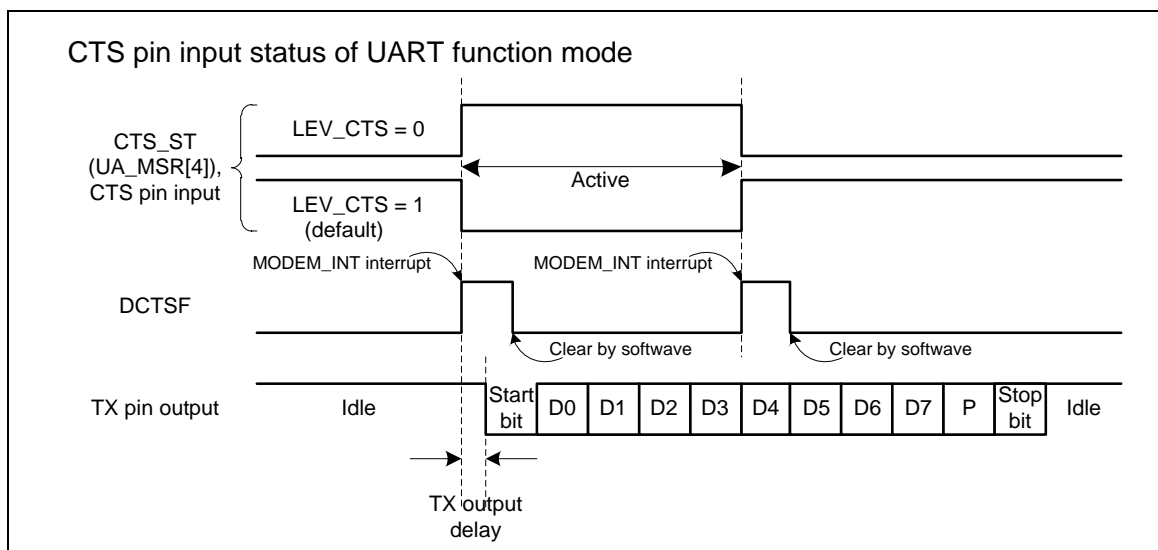 CTS pin input status of UART function mode
CTS_ST
(UA_MSR[4]),
CTS pin input
LEV_CTS = 0
Active
LEV_CTS = 1
(default)
MODEM_INT interrupt
MODEM_INT interrupt
DCTSF
Clear by softwave
Clear by softwave
TX pin output
Idle
Start
bit
D0
D1
D2
D3
D4
D5
D6
D7
P
Stop
bit
Idle
TX output
delay